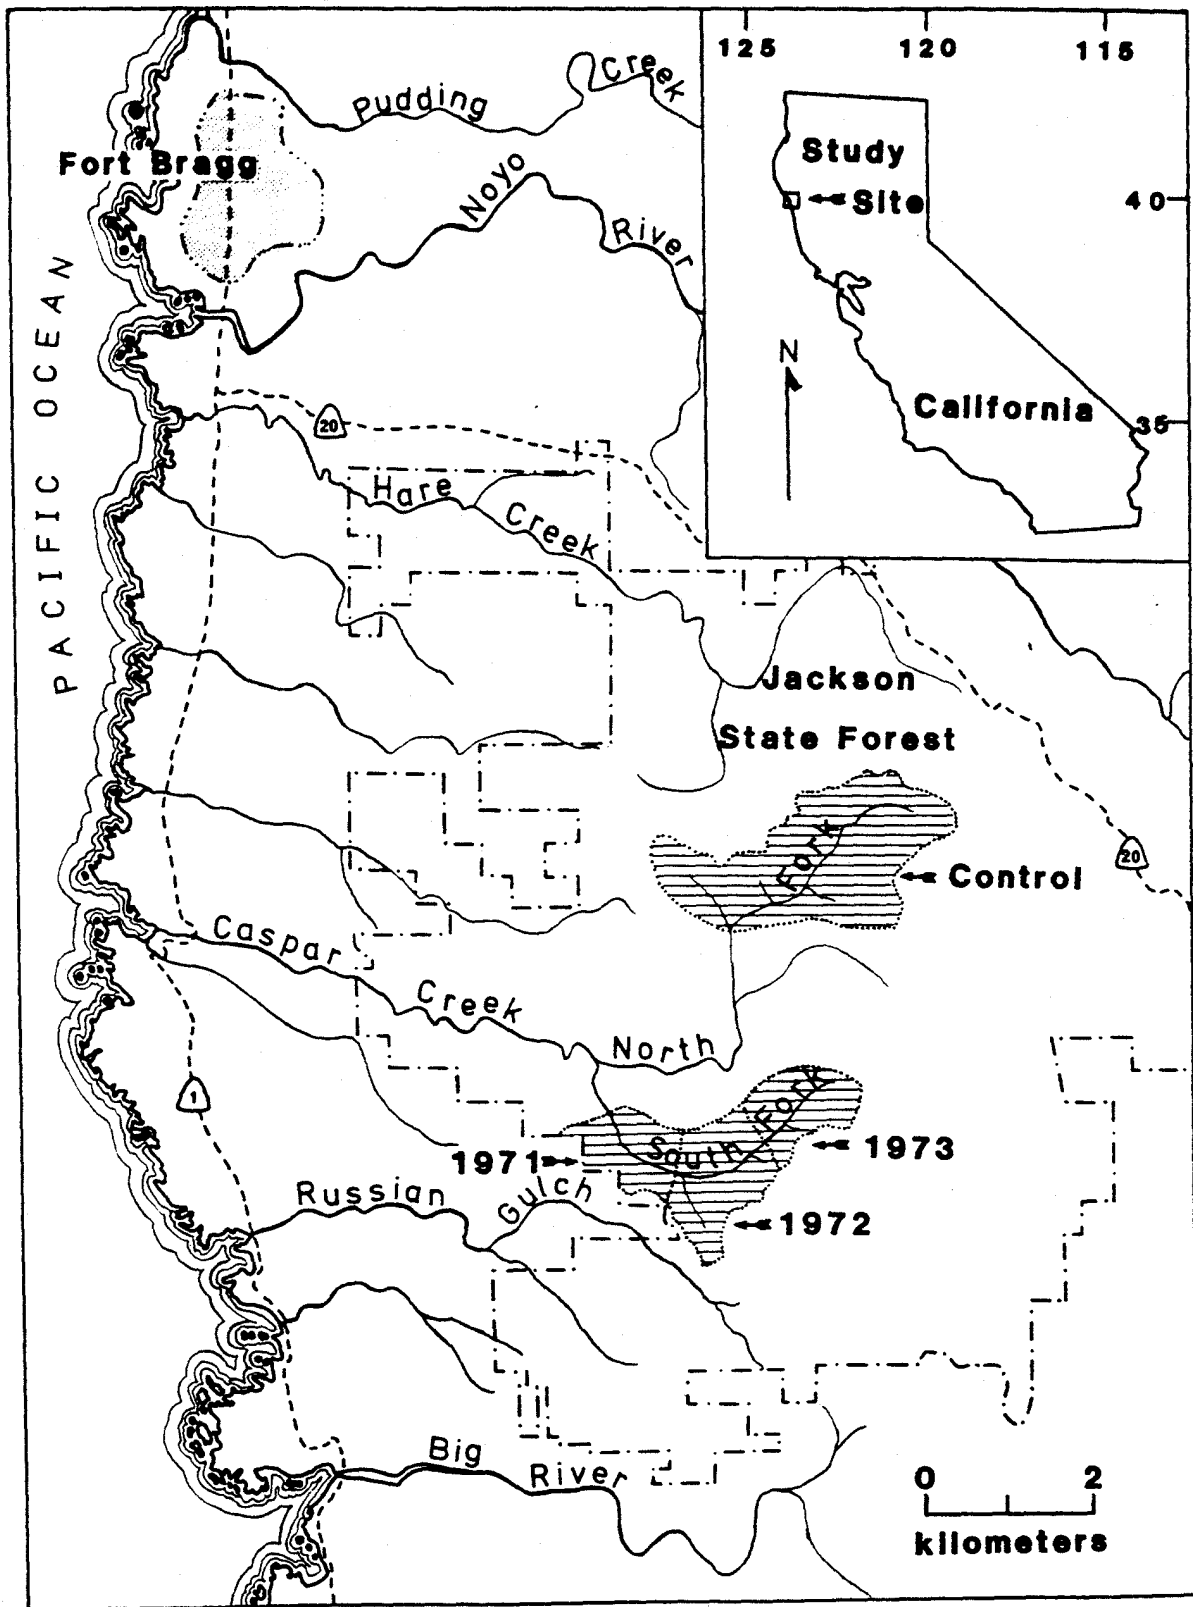 125 120 115
Pudding Creek
Fort Bragg
Study
Site
40
Noyo River
PACIFIC OCEAN
N
California
35
20
Hare Creek
Jackson
State Forest
Fork
20
Control
Caspar Creek
North
1
South Fork
1973
1971
Russian Gulch
1972
Big River
0 2
kilometers